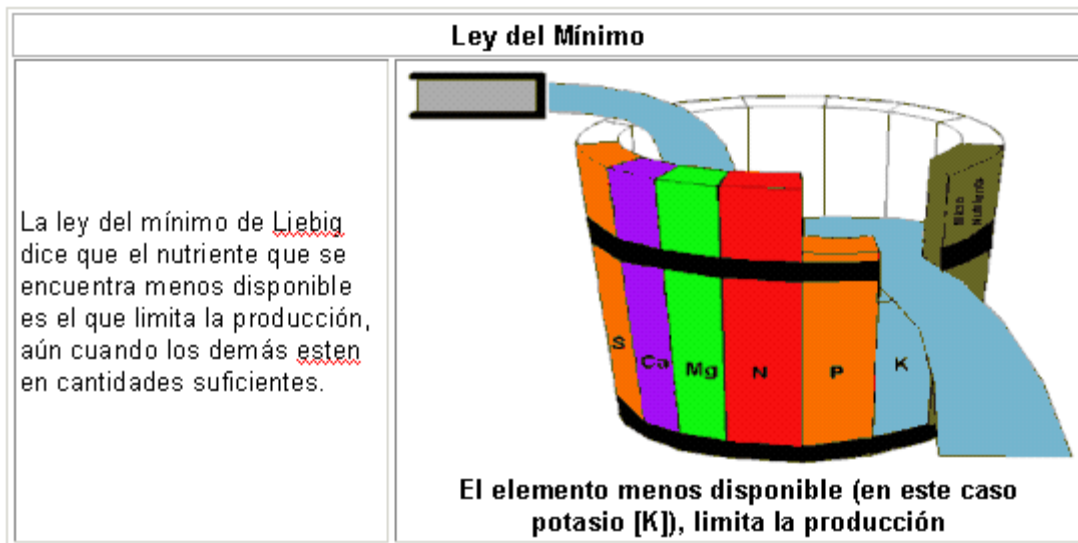 Ley del Mínimo
La ley del mínimo de Liebig
dice que el nutriente que se
encuentra menos disponible
es el que limita la producción,
aún cuando los demás esten
en cantidades suficientes.
S
Ca
Mg
N
P
K
Nutrients
El elemento menos disponible (en este caso
potasio [K]), limita la producción